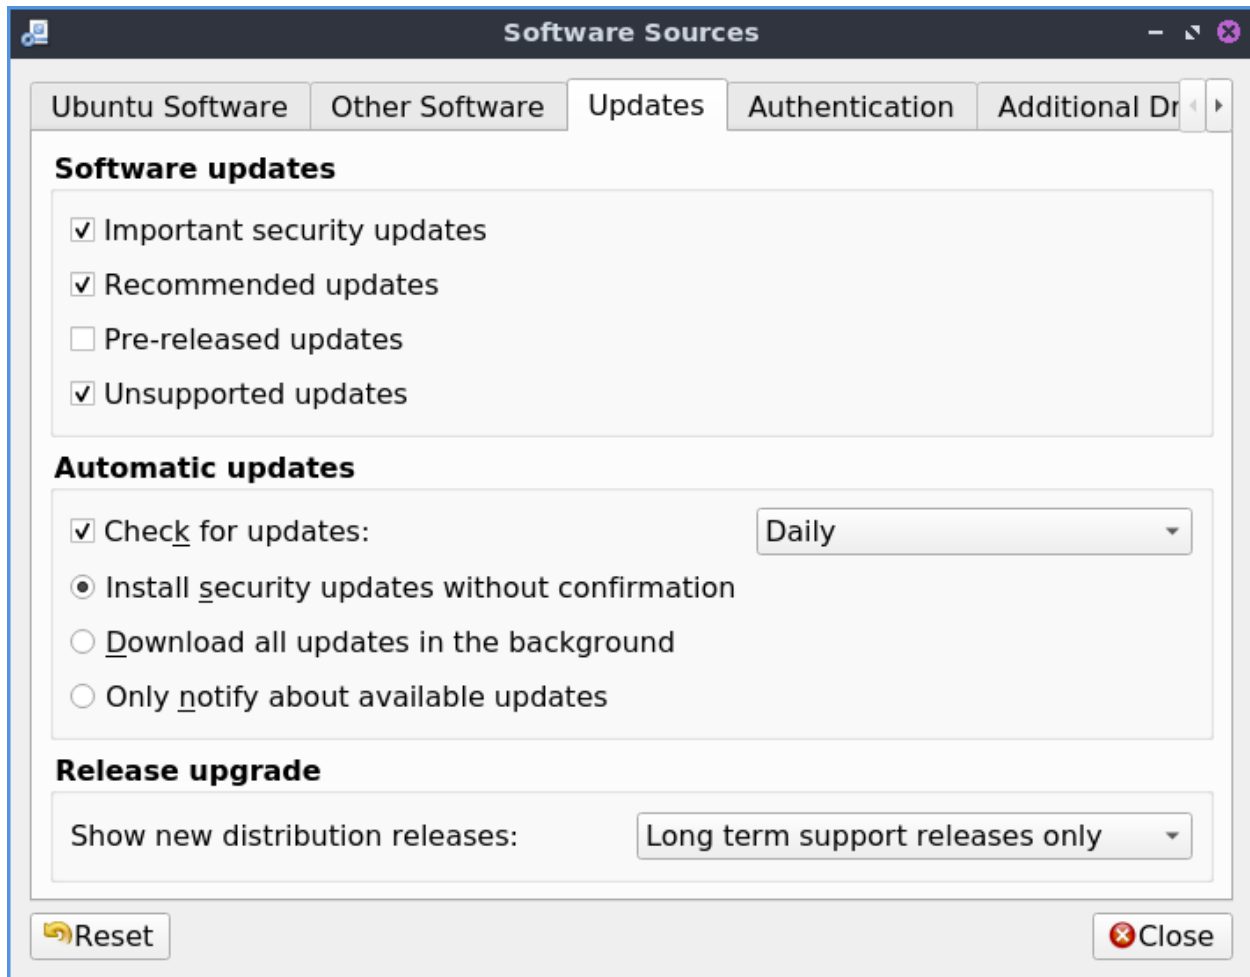 Software Sources
Ubuntu Software Other Software Updates Authentication Additional Dr
Software updates
Important security updates
Recommended updates
Pre-released updates
Unsupported updates
Automatic updates
Check for updates: Daily
Install security updates without confirmation
Download all updates in the background
Only notify about available updates
Release upgrade
Show new distribution releases: Long term support releases only
Reset Close